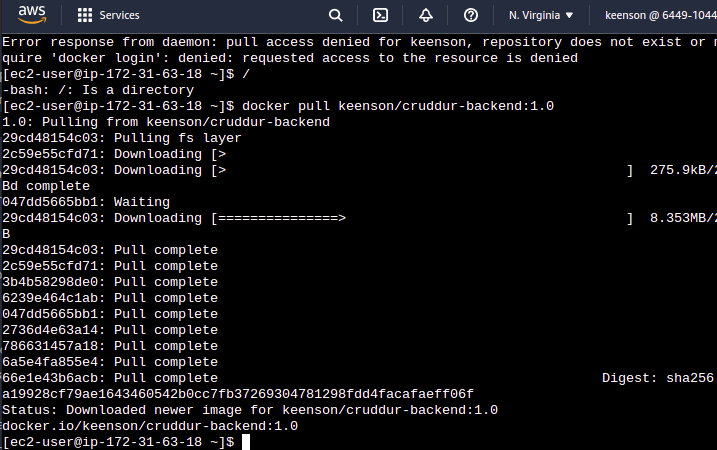 aws
Services
N. Virginia ▼
keenson @ 6449-1044
Error response from daemon: pull access denied for keenson, repository does not exist or
quire 'docker login': denied: requested access to the resource is denied
[ec2-user@ip-172-31-63-18 ~]$ /
-bash: /: Is a directory
[ec2-user@ip-172-31-63-18 ~]$ docker pull keenson/cruddur-backend:1.0
1.0: Pulling from keenson/cruddur-backend
29cd48154c03: Pulling fs layer
2c59e55cfd71: Downloading [>
29cd48154c03: Downloading [>                                                  ]  275.9kB/2
Bd complete
047dd5665bb1: Waiting
29cd48154c03: Downloading [===============>                                   ]  8.353MB/2
B
29cd48154c03: Pull complete
2c59e55cfd71: Pull complete
3b4b58298de0: Pull complete
6239e464c1ab: Pull complete
047dd5665bb1: Pull complete
2736d4e63a14: Pull complete
786631457a18: Pull complete
6a5e4fa855e4: Pull complete
66e1e43b6acb: Pull complete                                                Digest: sha256
a19928cf79ae1643460542b0cc7fb37269304781298fdd4facafaeff06f
Status: Downloaded newer image for keenson/cruddur-backend:1.0
docker.io/keenson/cruddur-backend:1.0
[ec2-user@ip-172-31-63-18 ~]$